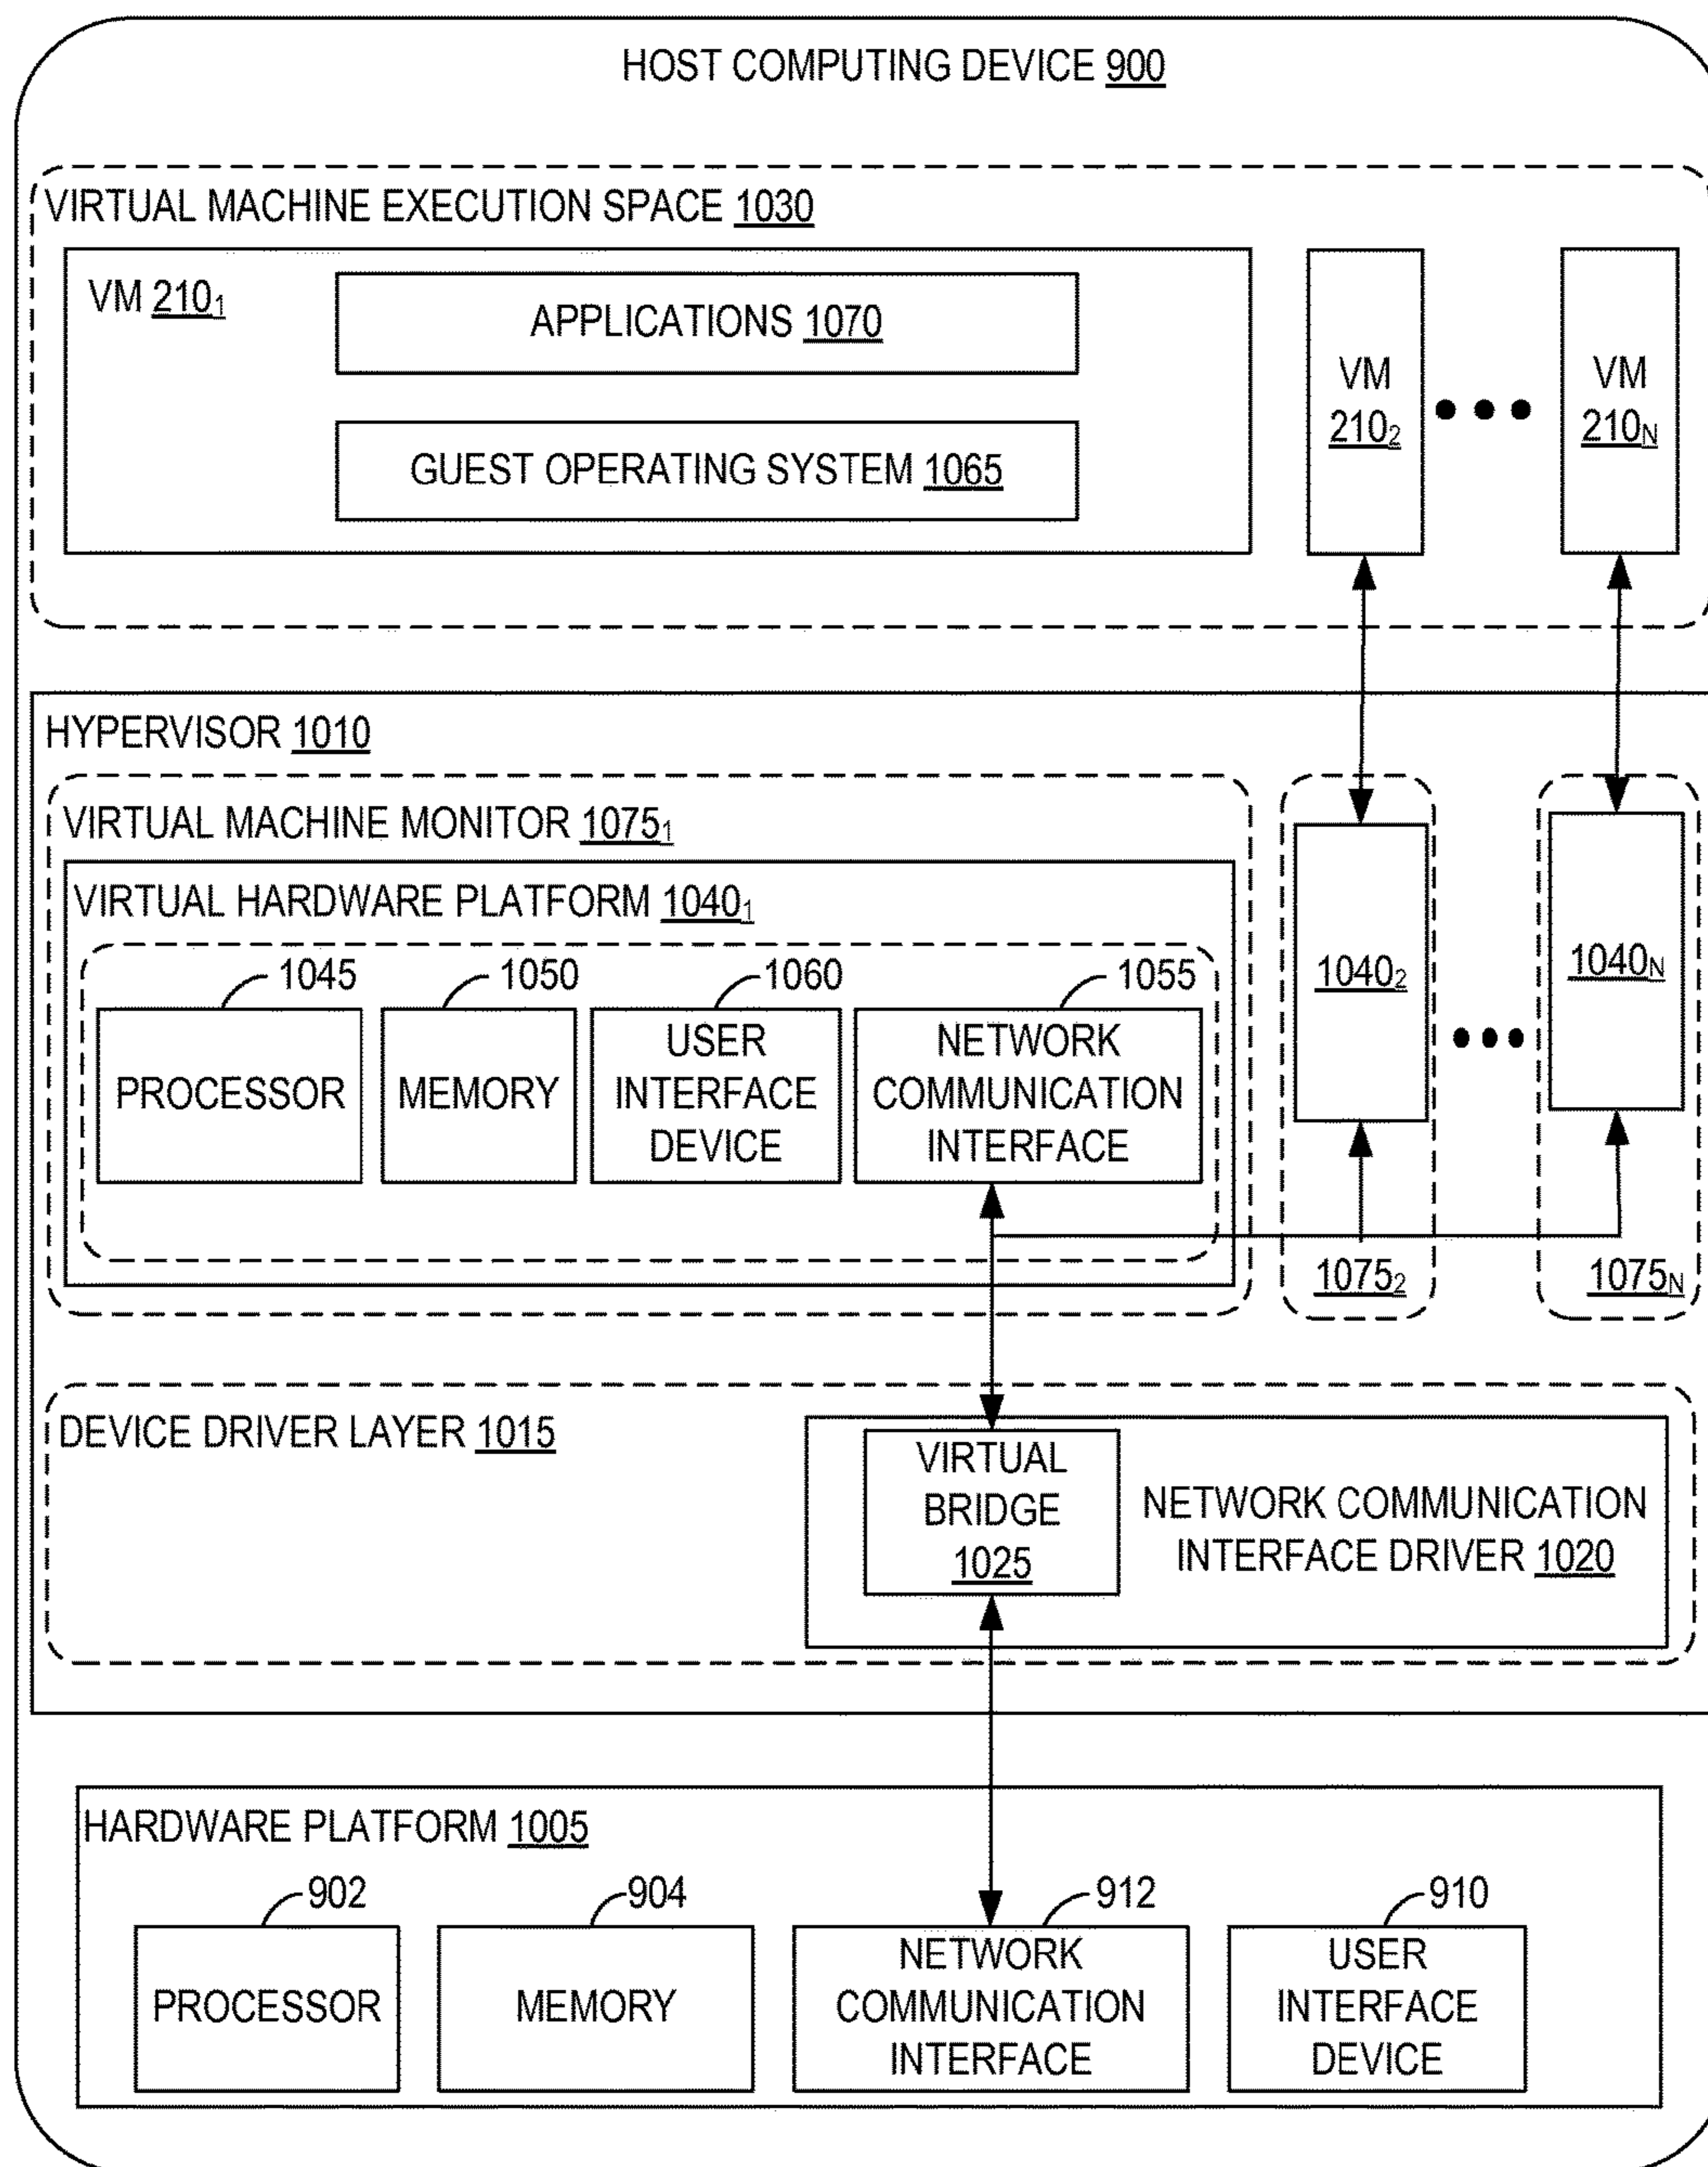 HOST COMPUTING DEVICE 900
VIRTUAL MACHINE EXECUTION SPACE 1030
VM 210₁
APPLICATIONS 1070
GUEST OPERATING SYSTEM 1065
VM
210₂
VM
210_N
HYPERVISOR 1010
VIRTUAL MACHINE MONITOR 1075₁
VIRTUAL HARDWARE PLATFORM 1040₁
1045
PROCESSOR
1050
MEMORY
1060
USER
INTERFACE
DEVICE
1055
NETWORK
COMMUNICATION
INTERFACE
1040₂
1040_N
1075₂
1075_N
DEVICE DRIVER LAYER 1015
VIRTUAL
BRIDGE
1025
NETWORK COMMUNICATION
INTERFACE DRIVER 1020
HARDWARE PLATFORM 1005
902
PROCESSOR
904
MEMORY
912
NETWORK
COMMUNICATION
INTERFACE
910
USER
INTERFACE
DEVICE